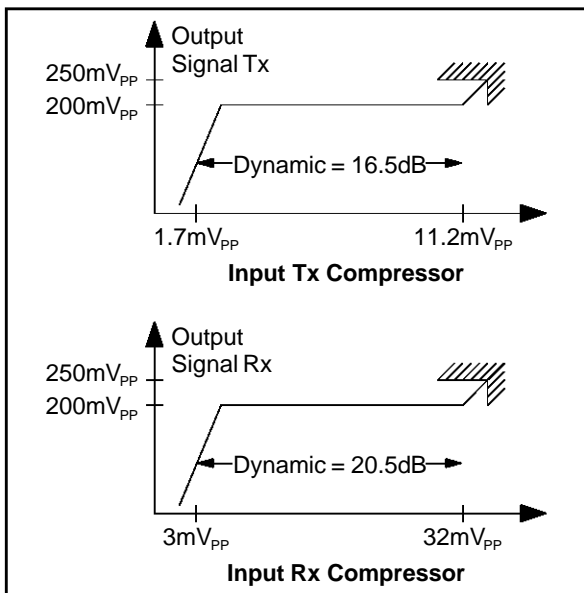 Output
Signal Tx
250mVPP
200mVPP
Dynamic = 16.5dB
1.7mVPP 11.2mVPP
Input Tx Compressor
Output
Signal Rx
250mVPP
200mVPP
Dynamic = 20.5dB
3mVPP 32mVPP
Input Rx Compressor